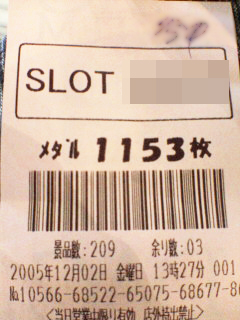 SLOT
ﾒﾀﾞﾙ 1153枚
景品数:209 余り数:03
2005年12月02日 金曜日 13時27分 001
№10566-68522-65075-68677-8
<当日営業中限り有効 店外持出禁止>